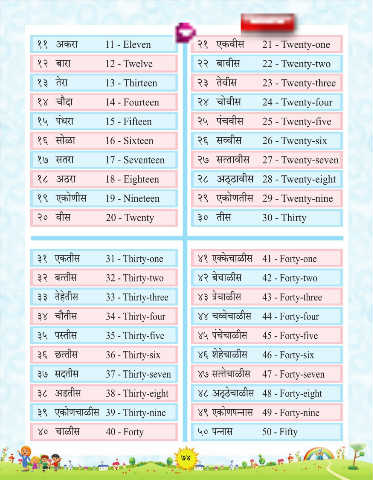 ११ अकरा 11 - Eleven
१२ बारा 12 - Twelve
१३ तेरा 13 - Thirteen
१४ चौदा 14 - Fourteen
१५ पंधरा 15 - Fifteen
१६ सोळा 16 - Sixteen
१७ सतरा 17 - Seventeen
१८ अठरा 18 - Eighteen
१९ एकोणीस 19 - Nineteen
२० वीस 20 - Twenty
२१ एकवीस 21 - Twenty-one
२२ बावीस 22 - Twenty-two
२३ तेवीस 23 - Twenty-three
२४ चोवीस 24 - Twenty-four
२५ पंचवीस 25 - Twenty-five
२६ सव्वीस 26 - Twenty-six
२७ सत्तावीस 27 - Twenty-seven
२८ अठ्ठावीस 28 - Twenty-eight
२९ एकोणतीस 29 - Twenty-nine
३० तीस 30 - Thirty
३१ एकतीस 31 - Thirty-one
३२ बत्तीस 32 - Thirty-two
३३ तेहेतीस 33 - Thirty-three
३४ चौतीस 34 - Thirty-four
३५ पस्तीस 35 - Thirty-five
३६ छत्तीस 36 - Thirty-six
३७ सदतीस 37 - Thirty-seven
३८ अडतीस 38 - Thirty-eight
३९ एकोणचाळीस 39 - Thirty-nine
४० चाळीस 40 - Forty
४१ एक्केचाळीस 41 - Forty-one
४२ बेचाळीस 42 - Forty-two
४३ त्रेचाळीस 43 - Forty-three
४४ चव्वेचाळीस 44 - Forty-four
४५ पंचेचाळीस 45 - Forty-five
४६ शेहेचाळीस 46 - Forty-six
४७ सत्तेचाळीस 47 - Forty-seven
४८ अठ्ठेचाळीस 48 - Forty-eight
४९ एकोणपन्नास 49 - Forty-nine
५० पन्नास 50 - Fifty